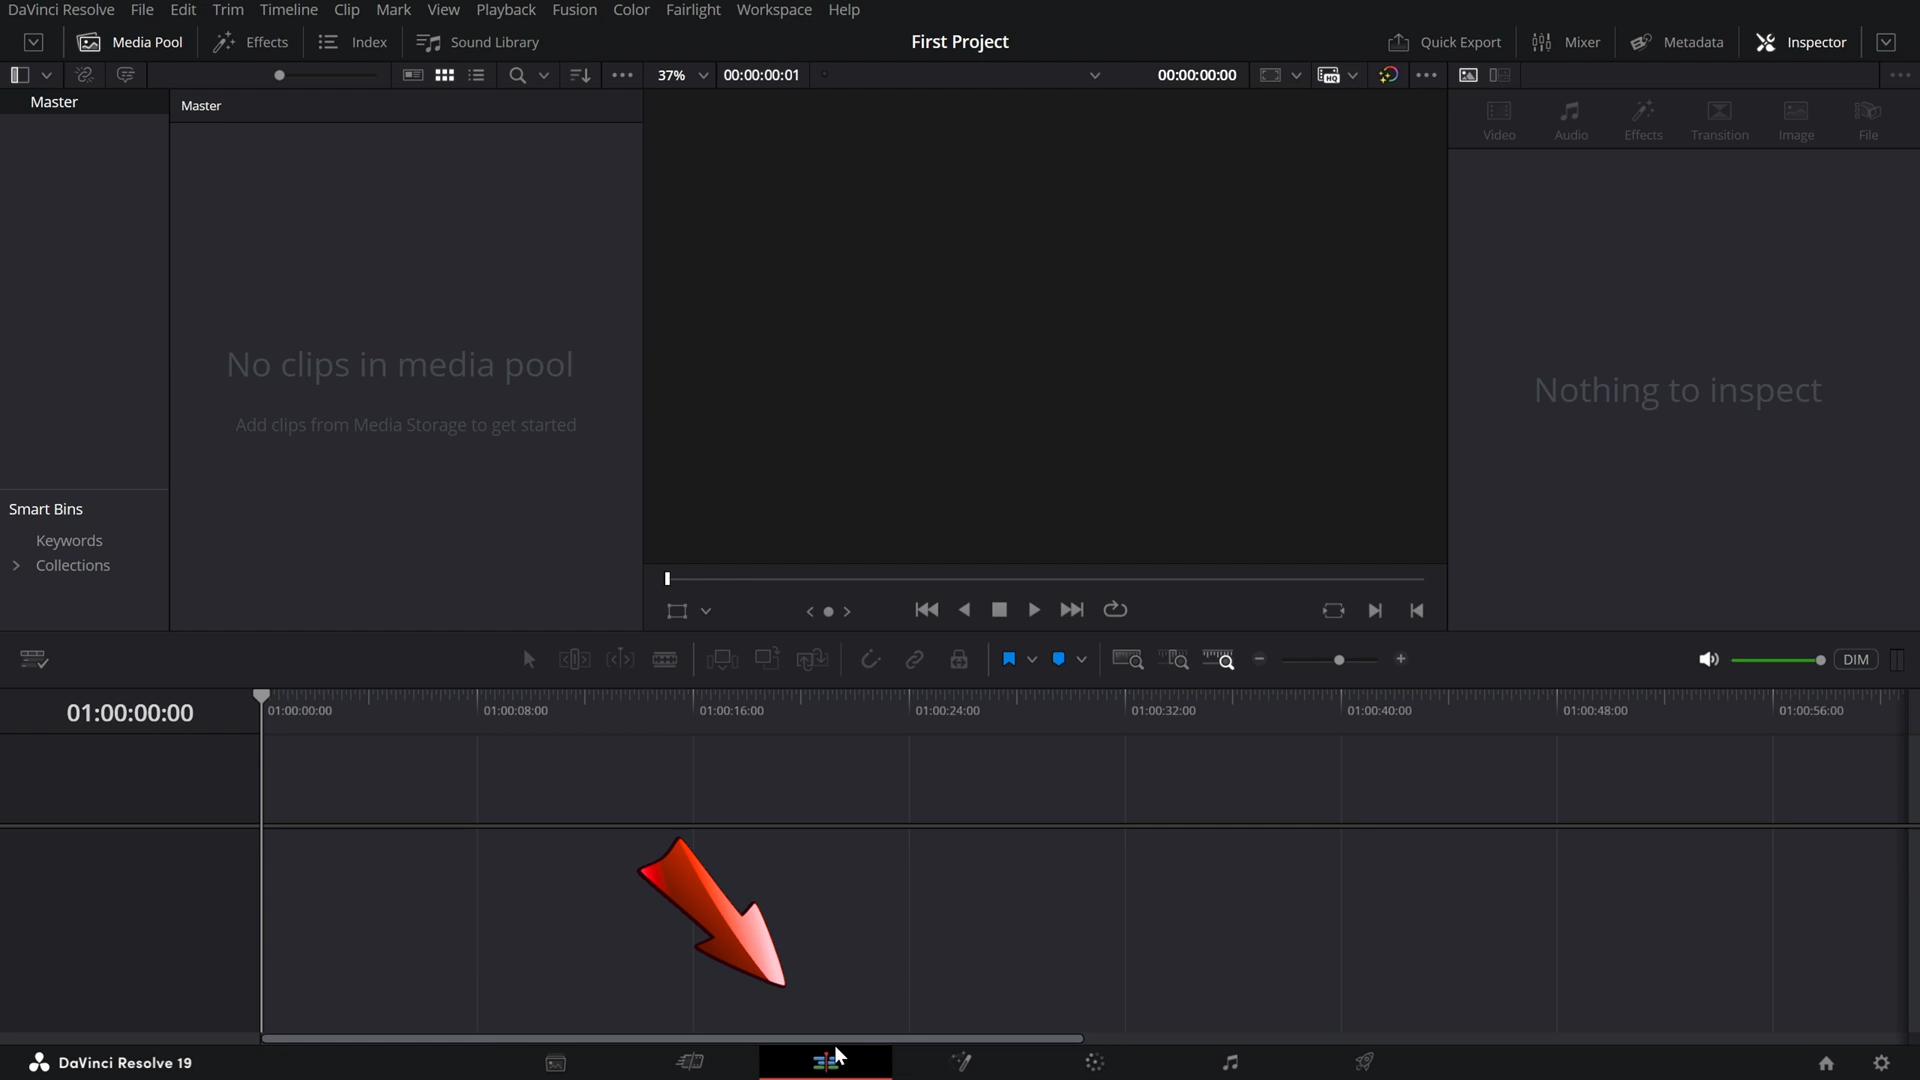 DaVinci Resolve File Edit Trim Timeline Clip Mark View Playback Fusion Color Fairlight Workspace Help
Media Pool Effects Index Sound Library First Project Quick Export Mixer Metadata Inspector
37% 00:00:00:01 00:00:00:00
Master
Master
Video Audio Effects Transition Image File
No clips in media pool
Add clips from Media Storage to get started
Nothing to inspect
Smart Bins
Keywords
Collections
DIM
01:00:00:00
01:00:00:00 01:00:08:00 01:00:16:00 01:00:24:00 01:00:32:00 01:00:40:00 01:00:48:00 01:00:56:00
DaVinci Resolve 19